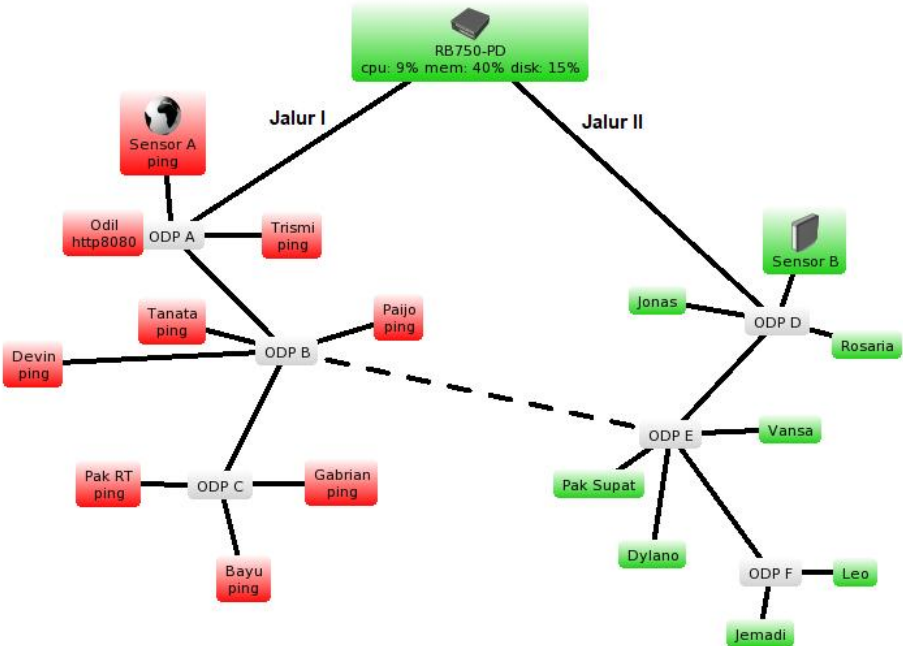 RB750-PD
cpu: 9% mem: 40% disk: 15%
Jalur I
Jalur II
Sensor A
ping
Odil
http8080
ODP A
Trismi
ping
Sensor B
Jonas
ODP D
Rosaria
Tanata
ping
Paijo
ping
Devin
ping
ODP B
ODP E
Vansa
Pak RT
ping
ODP C
Gabrian
ping
Pak Supat
Bayu
ping
Dylano
ODP F
Leo
Jemadi